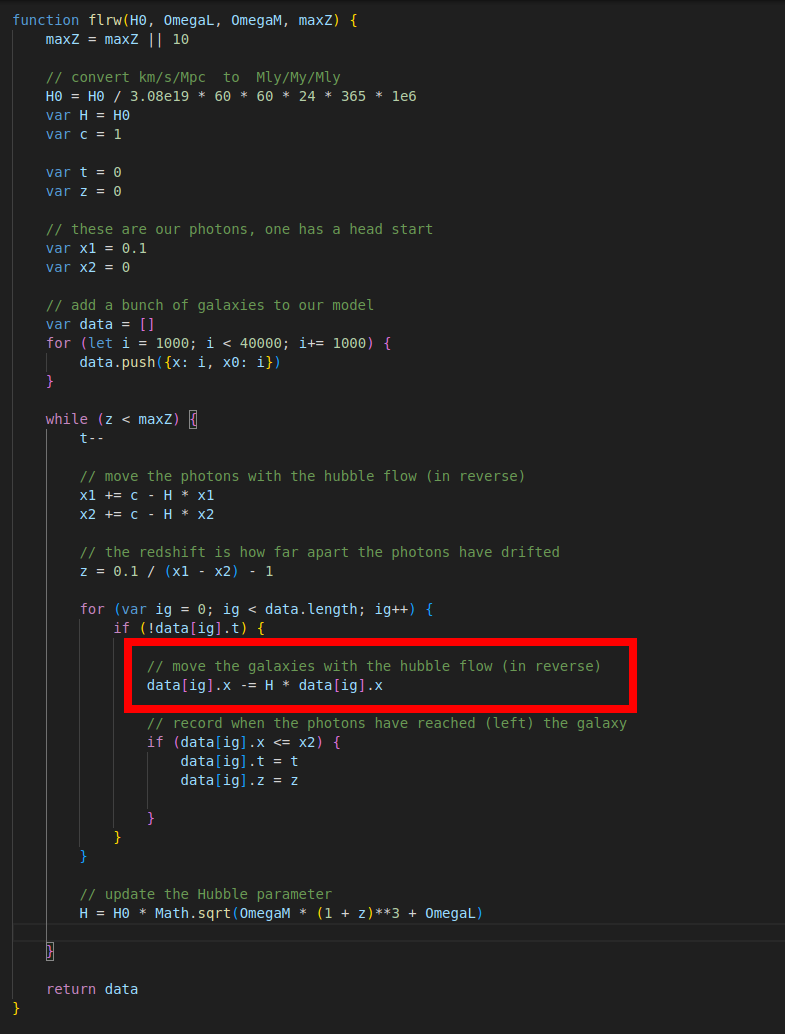 function flrw(H0, OmegaL, OmegaM, maxZ) {
    maxZ = maxZ || 10
    // convert km/s/Mpc  to  Mly/My/Mly
    H0 = H0 / 3.08e19 * 60 * 60 * 24 * 365 * 1e6
    var H = H0
    var c = 1
    var t = 0
    var z = 0
    // these are our photons, one has a head start
    var x1 = 0.1
    var x2 = 0
    // add a bunch of galaxies to our model
    var data = []
    for (let i = 1000; i < 40000; i+= 1000) {
        data.push({x: i, x0: i})
    }
    while (z < maxZ) {
        t--
        // move the photons with the hubble flow (in reverse)
        x1 += c - H * x1
        x2 += c - H * x2
        // the redshift is how far apart the photons have drifted
        z = 0.1 / (x1 - x2) - 1
        for (var ig = 0; ig < data.length; ig++) {
            if (!data[ig].t) {
                // move the galaxies with the hubble flow (in reverse)
                data[ig].x -= H * data[ig].x
                // record when the photons have reached (left) the galaxy
                if (data[ig].x <= x2) {
                    data[ig].t = t
                    data[ig].z = z
                }
            }
        }
        // update the Hubble parameter
        H = H0 * Math.sqrt(OmegaM * (1 + z)**3 + OmegaL)
    }
    return data
}